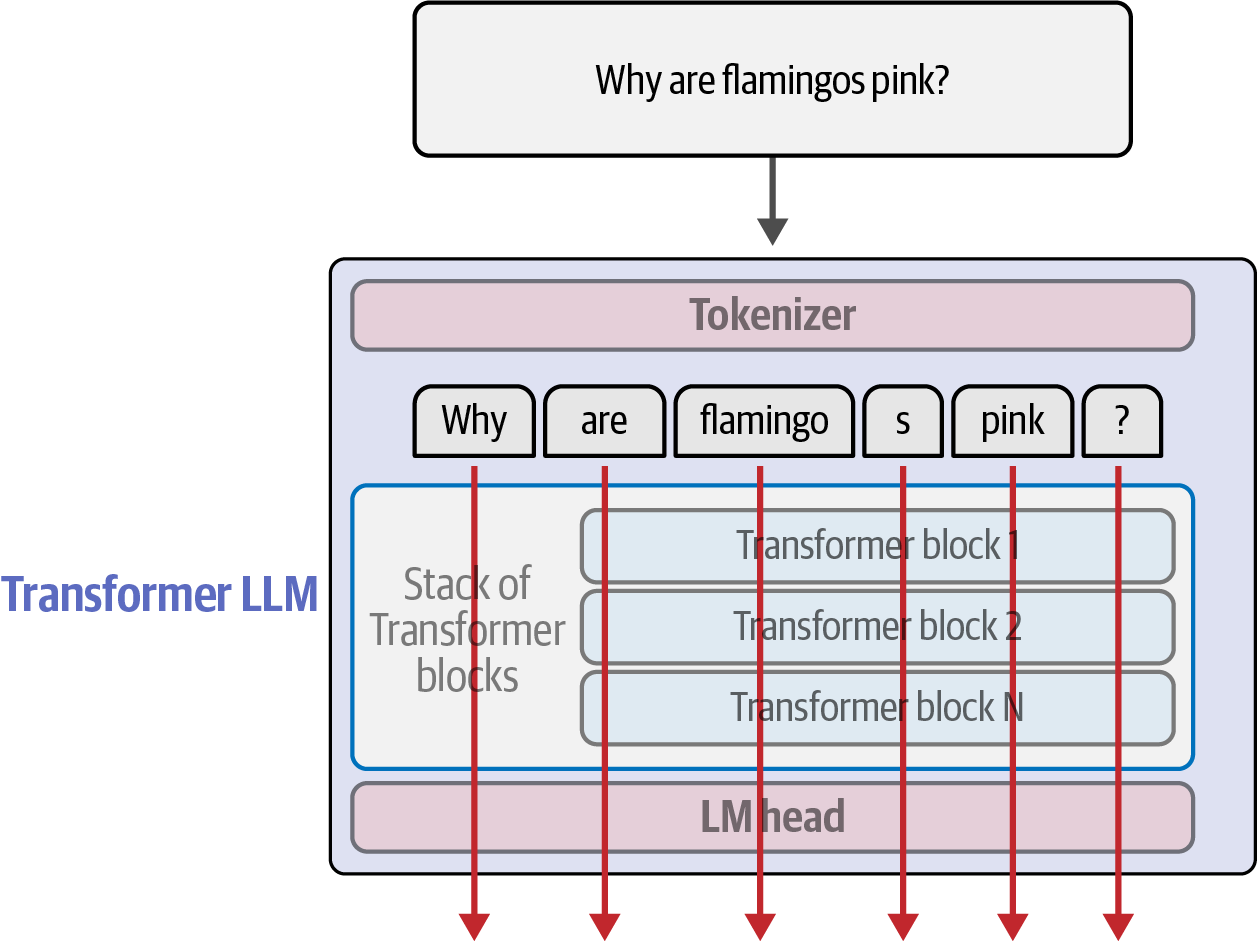 Why are flamingos pink?
Tokenizer
Why are flamingo s pink ?
Transformer LLM
Stack of
Transformer
blocks
Transformer block 1
Transformer block 2
Transformer block N
LM head